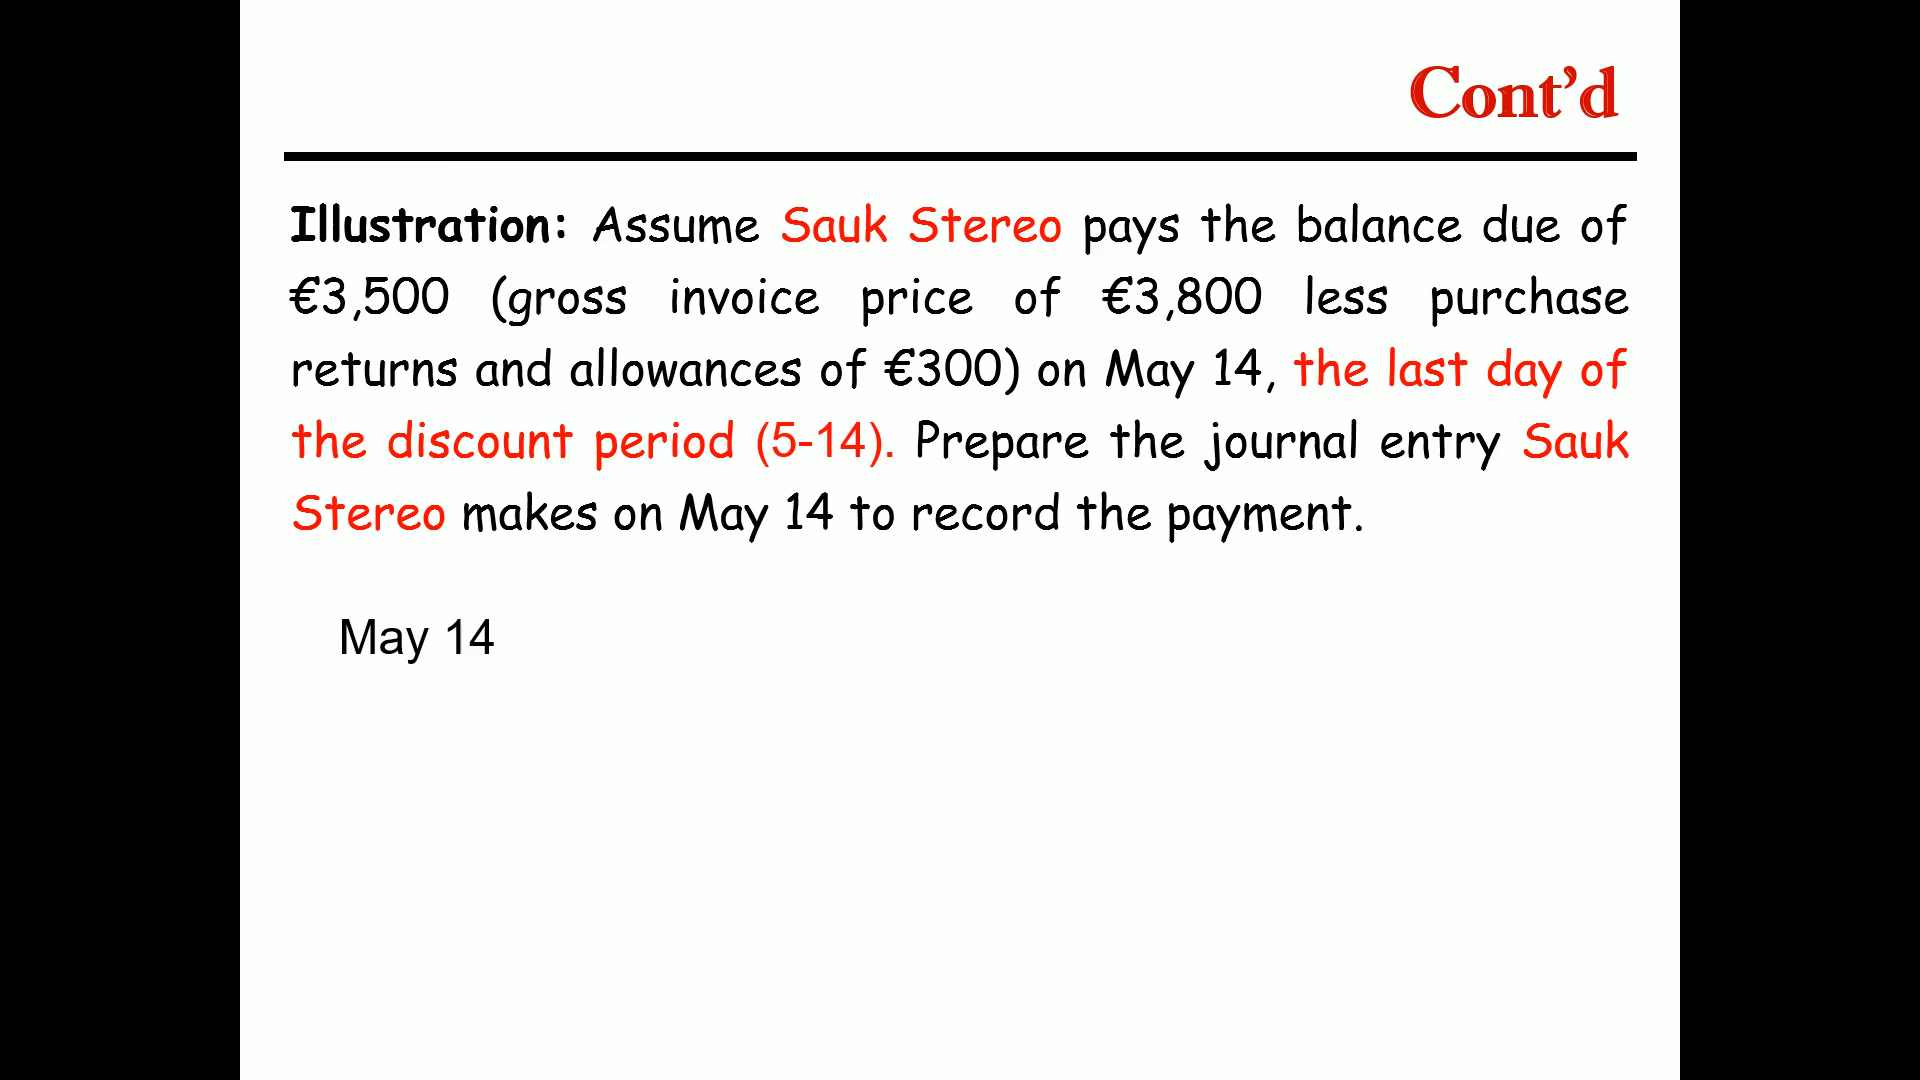 Cont’d
Illustration: Assume Sauk Stereo pays the balance due of
€3,500 (gross invoice price of €3,800 less purchase
returns and allowances of €300) on May 14, the last day of
the discount period (5-14). Prepare the journal entry Sauk
Stereo makes on May 14 to record the payment.
May 14